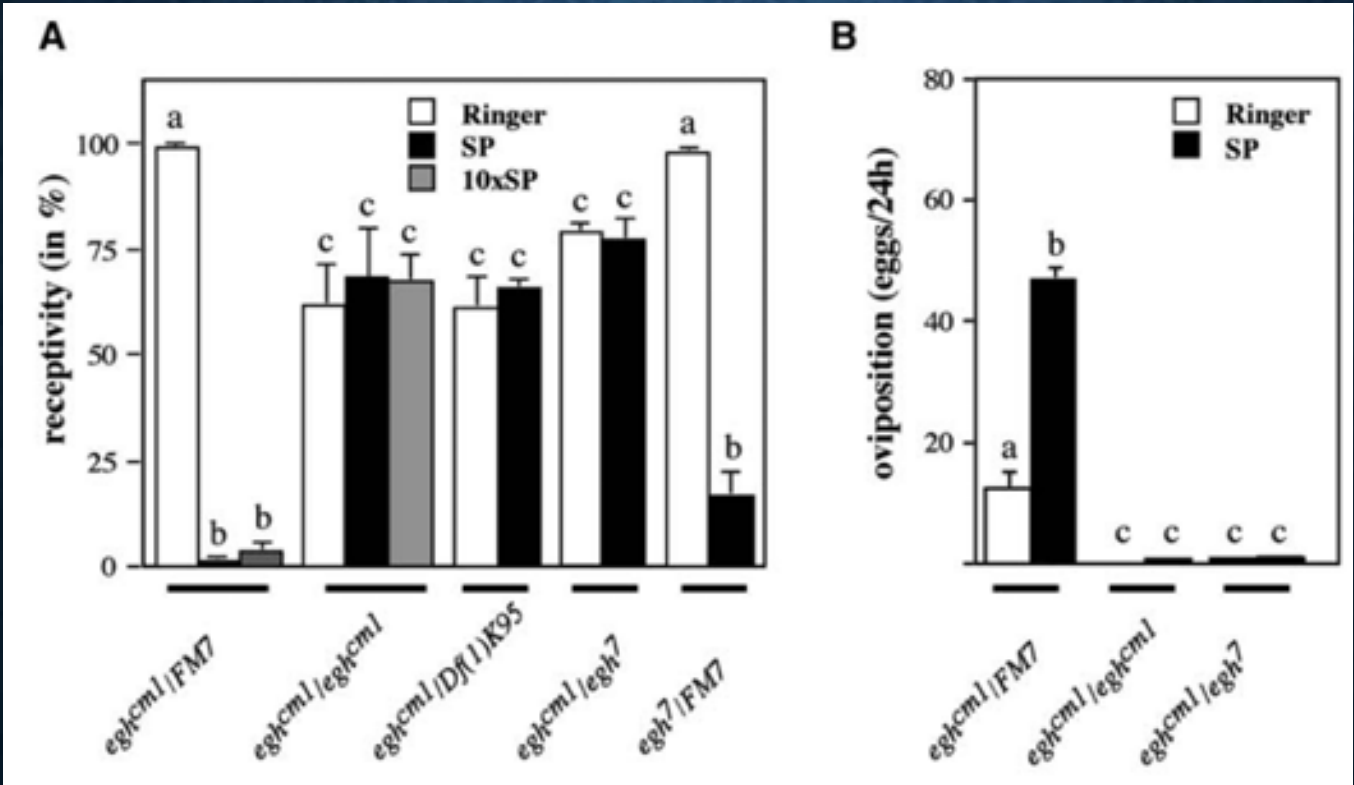 A
receptivity (in %)
100
75
50
25
0
Ringer
SP
10xSP
a
b
b
c
c
c
c
c
c
c
a
b
egh^cm1/FM7
egh^cm1/egh^cm1
egh^cm1/Df(1)K95
egh^cm1/egh^7
egh^7/FM7
B
oviposition (eggs/24h)
80
60
40
20
Ringer
SP
a
b
c
c
c
c
egh^cm1/FM7
egh^cm1/egh^cm1
egh^cm1/egh^7